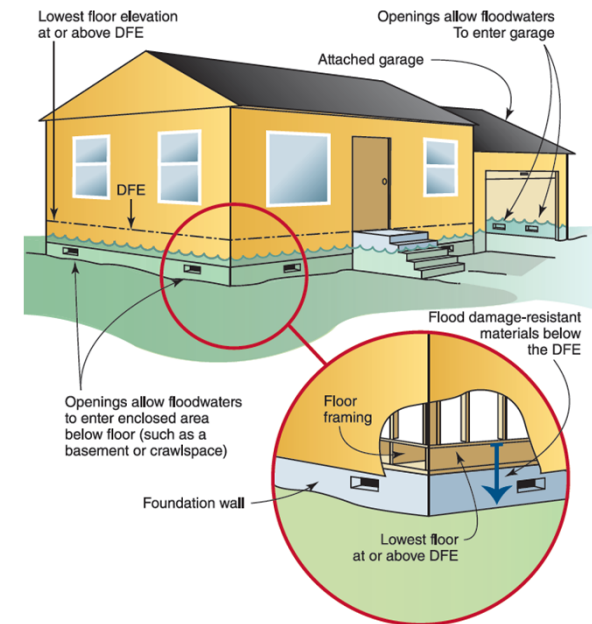 Lowest floor elevation
at or above DFE
Openings allow floodwaters
To enter garage
Attached garage
DFE
Flood damage-resistant
materials below
the DFE
Openings allow floodwaters
to enter enclosed area
below floor (such as a
basement or crawlspace)
Floor
framing
Foundation wall
Lowest floor
at or above DFE